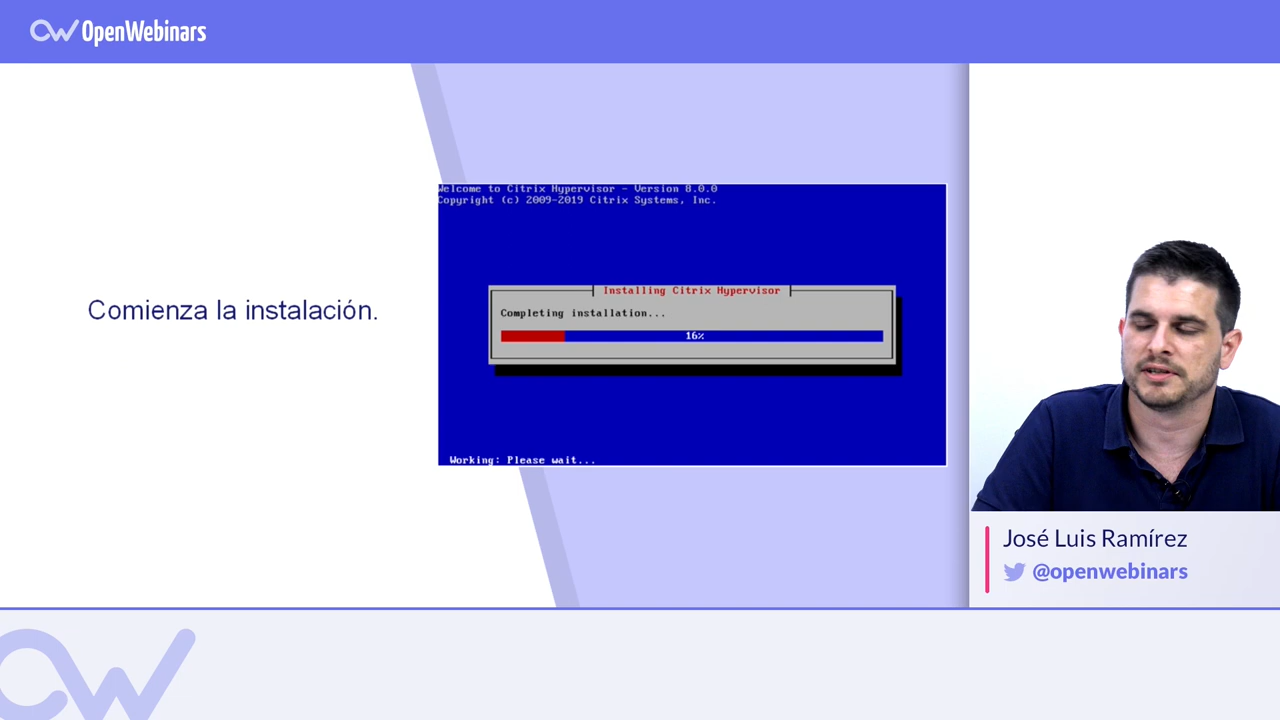 OpenWebinars
Comienza la instalación.
Welcome to Citrix Hypervisor - Version 8.0.0
Copyright (c) 2009-2019 Citrix Systems, Inc.
Installing Citrix Hypervisor
Completing installation...
16%
Working: Please wait...
José Luis Ramírez
@openwebinars